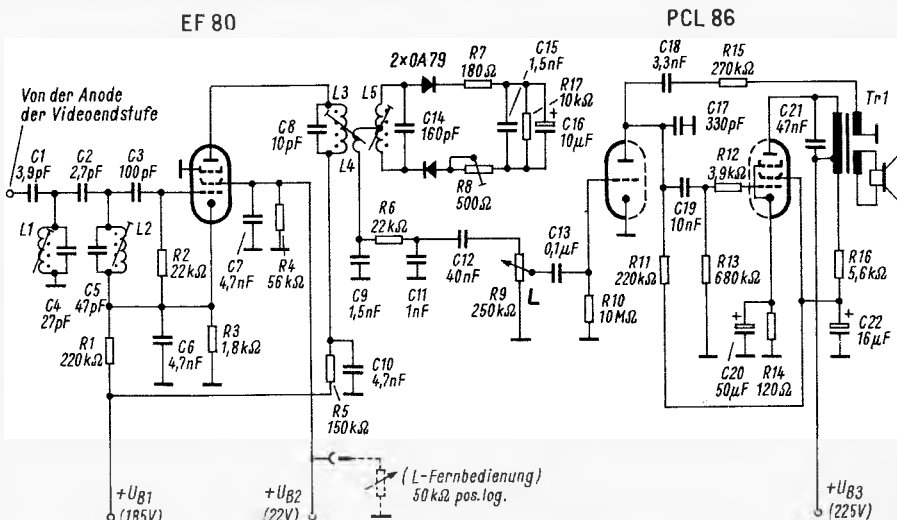 EF 80
PCL 86
Von der Anode
der Videoendstufe
C1
3,9pF
C2
2,7pF
C3
100pF
L1
L2
C4
27pF
C5
47pF
R1
220kΩ
R2
22kΩ
C6
4,7nF
R3
1,8kΩ
C7
4,7nF
R4
56kΩ
C8
10pF
L3
L4
L5
2×OA79
C14
160pF
R7
180Ω
R8
500Ω
C15
1,5nF
R17
10kΩ
C16
10µF
R6
22kΩ
C9
1,5nF
C11
1nF
C12
40nF
R9
250kΩ
L
C13
0,1µF
R10
10MΩ
C10
4,7nF
R5
150kΩ
C18
3,3nF
R15
270kΩ
C17
330pF
C21
47nF
Tr1
R12
3,9kΩ
C19
10nF
R11
220kΩ
R13
680kΩ
C20
50µF
R14
120Ω
R16
5,6kΩ
C22
16µF
(L-Fernbedienung)
50kΩ pos.log.
+UB1
(185V)
+UB2
(22V)
+UB3
(225V)